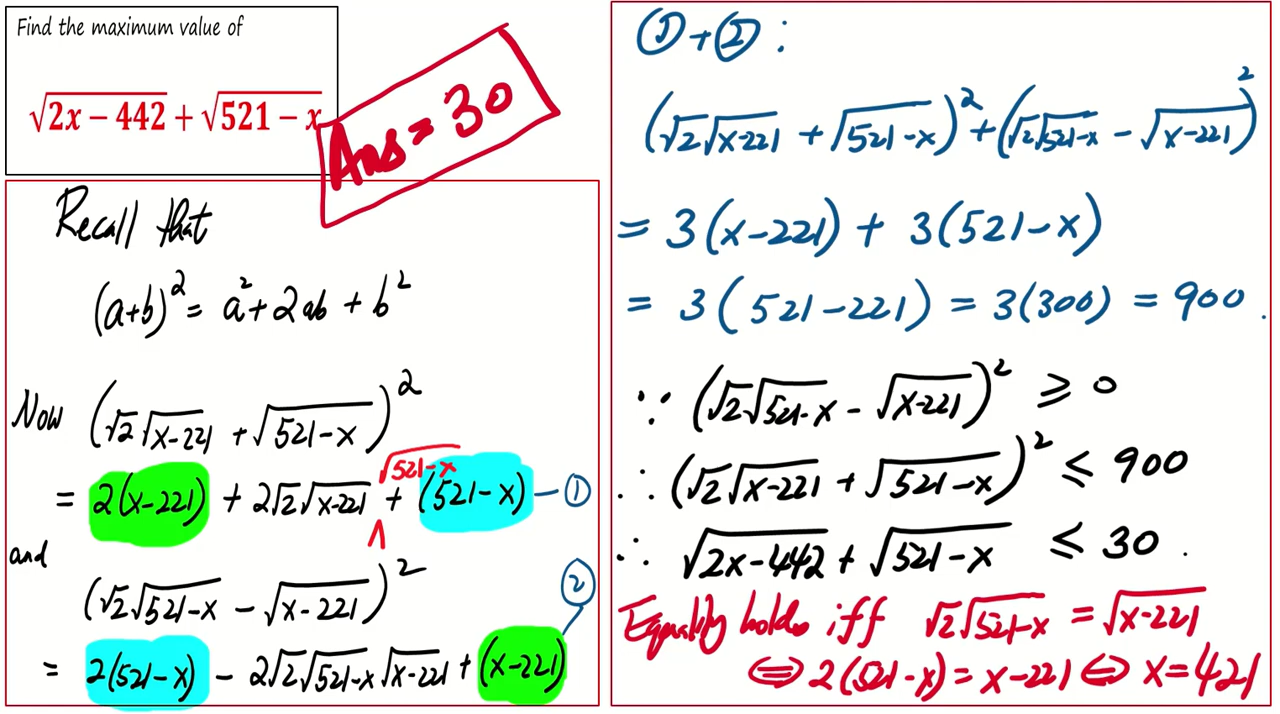 Find the maximum value of
√(2x − 442) + √(521 − x)
Ans = 30
Recall that
(a+b)² = a² + 2ab + b²
Now (√2√(x-221) + √(521-x))²
= 2(x-221) + 2√2√(x-221) ∧ √(521-x) + (521-x) — ①
and
(√2√(521-x) − √(x-221))²
②
= 2(521-x) − 2√2√(521-x)√(x-221) + (x-221)
①+②:
(√2√(x-221) + √(521-x))² + (√2√(521-x) − √(x-221))²
= 3(x-221) + 3(521-x)
= 3(521-221) = 3(300) = 900.
∵ (√2√(521-x) − √(x-221))² ≥ 0
∴ (√2√(x-221) + √(521-x))² ≤ 900
∴ √(2x-442) + √(521-x) ≤ 30.
Equality holds iff √2√(521-x) = √(x-221)
⇔ 2(521-x) = x-221 ⇔ x=421